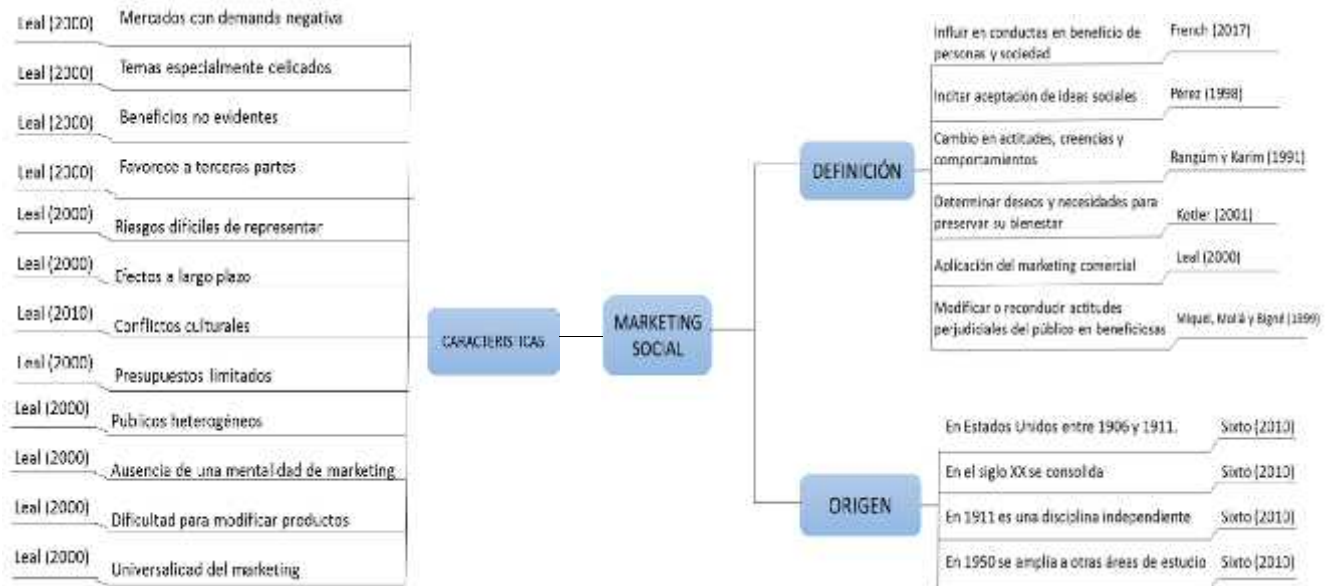 Leal (2000)
Mercados con demanda negativa
Leal (2000)
Temas especialmente celicados
Leal (2000)
Beneficios no evidentes
Leal (2000)
Favorece a terceras partes
Leal (2000)
Riesgos difíciles de representar
Leal (2000)
Efectos a largo plazo
Leal (2010)
Conflictos culturales
Leal (2000)
Presupuestos limitados
Leal (2000)
Publicos heterogéneos
Leal (2000)
Ausencia de una mentalidad de marketing
Leal (2000)
Dificultad para modificar productos
Leal (2000)
Universalicad del marketing
CARACTERISTICAS
MARKETING
SOCIAL
DEFINICIÓN
Influir en conductas en beneficio de
personas y sociedad
French (2017)
Incitar aceptación de ideas sociales
Pérez (1998)
Cambio en actitudes, creencias y
comportamientos
Rangúm y Karim (1991)
Determinar deseos y necesidades para
preservar su bienestar
Kotler (2001)
Aplicación del marketing comercial
Leal (2000)
Modificar o reconducir actitudes
perjudiciales del público en beneficiosas
Miquel, Mollá y Bigné (1999)
ORIGEN
En Estados Unidos entre 1906 y 1911.
Sixto (2010)
En el siglo XX se consolida
Sixto (2010)
En 1911 es una disciplina independiente
Sixto (2010)
En 1950 se amplia a otras áreas de estudio
Sixto (2010)